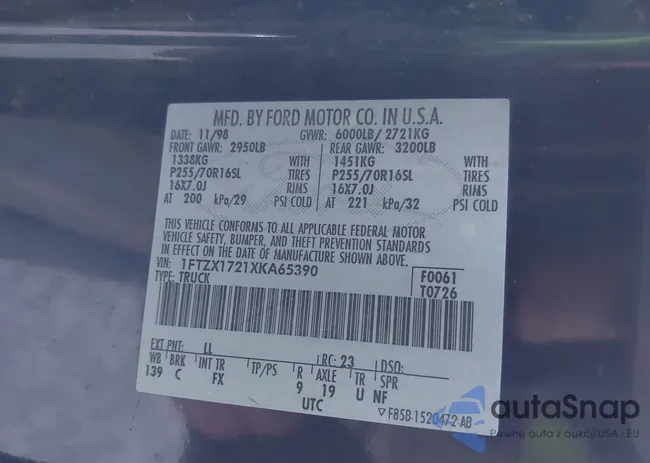 MFD. BY FORD MOTOR CO. IN U.S.A.
DATE: 11/98 GVWR: 6000LB/ 2721KG
FRONT GAWR: 2950LB REAR GAWR: 3200LB
1338KG WITH 1451KG WITH
P255/70R16SL TIRES P255/70R16SL TIRES
16X7.0J RIMS 16X7.0J RIMS
AT 200 kPa/29 PSI COLD AT 221 kPa/32 PSI COLD
THIS VEHICLE CONFORMS TO ALL APPLICABLE FEDERAL MOTOR
VEHICLE SAFETY, BUMPER, AND THEFT PREVENTION STANDARDS
IN EFFECT ON THE DATE OF MANUFACTURE SHOWN ABOVE.
VIN: 1FTZX1721XKA65390 F0061
TYPE: TRUCK T0726
EXT PNT: LL RC: 23 DSO:
WB BRK INT TR TP/PS R AXLE TR SPR
139 C FX 9 19 U NF
UTC
F85B-1520472-AB
autaSnap
Pewne auta z aukcji USA - EU